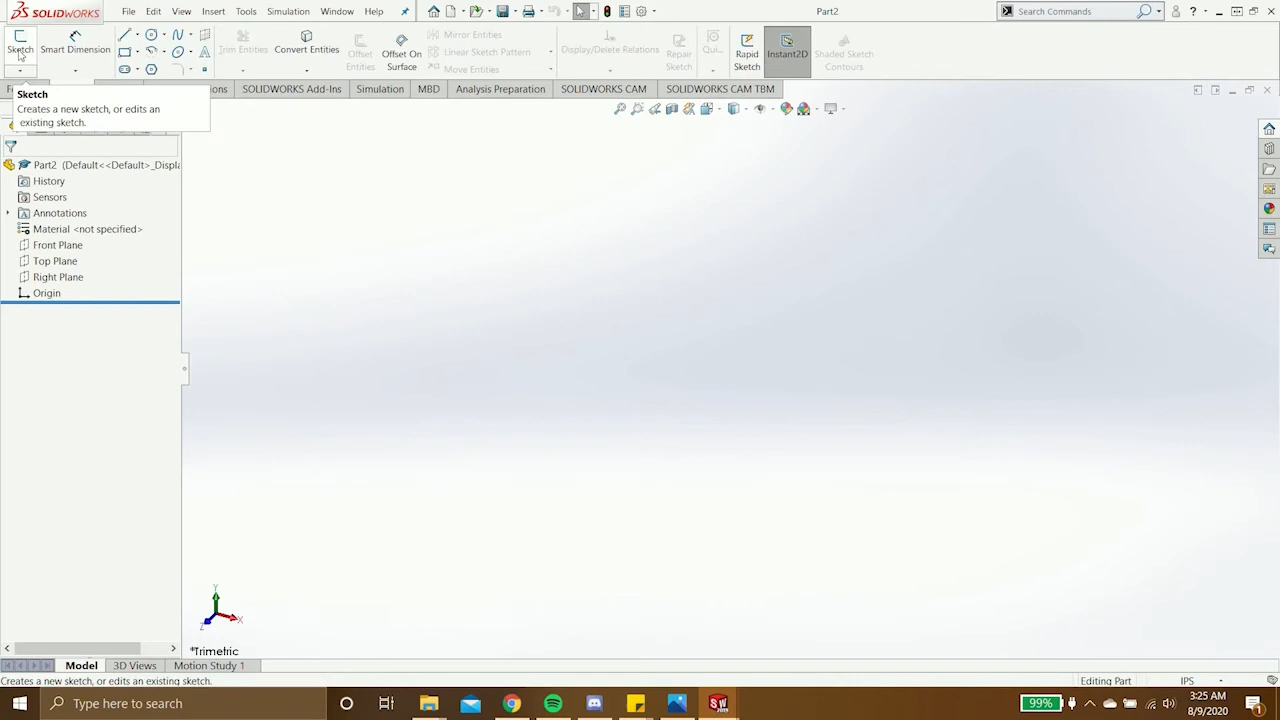 SOLIDWORKS File Edit View Insert Tools Simulation Window Help Part2 Search Commands
Sketch Smart Dimension Trim Entities Convert Entities Offset Entities Offset On Surface Mirror Entities Linear Sketch Pattern Move Entities Display/Delete Relations Repair Sketch Qui... Rapid Sketch Instant2D Shaded Sketch Contours
SOLIDWORKS Add-Ins Simulation MBD Analysis Preparation SOLIDWORKS CAM SOLIDWORKS CAM TBM
Sketch
Creates a new sketch, or edits an
existing sketch.
Part2 (Default<<Default>_Displa
History
Sensors
Annotations
Material <not specified>
Front Plane
Top Plane
Right Plane
Origin
Y
X
Z
*Trimetric
Model 3D Views Motion Study 1
Creates a new sketch, or edits an existing sketch. Editing Part IPS
Type here to search 99% 3:25 AM
8/9/2020